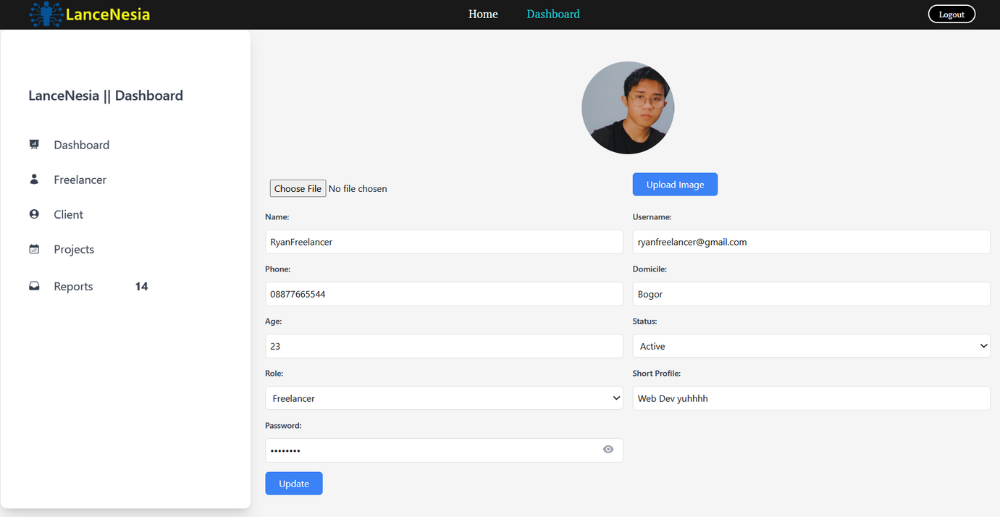 LanceNesia
Home
Dashboard
Logout
LanceNesia || Dashboard
Dashboard
Freelancer
Client
Projects
Reports 14
Choose File No file chosen
Upload Image
Name:
Username:
RyanFreelancer
ryanfreelancer@gmail.com
Phone:
Domicile:
08877665544
Bogor
Age:
Status:
23
Active
Role:
Short Profile:
Freelancer
Web Dev yuhhhh
Password:
••••••••
Update